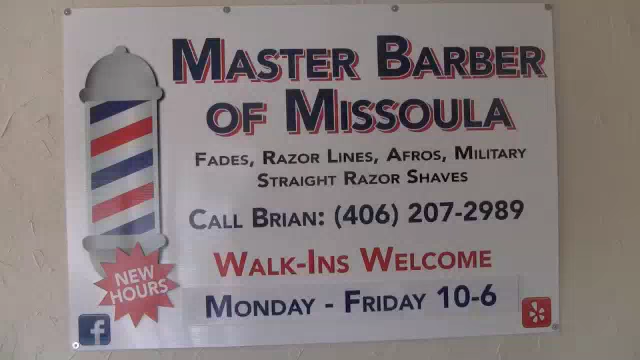 MASTER BARBER
OF MISSOULA
FADES, RAZOR LINES, AFROS, MILITARY
STRAIGHT RAZOR SHAVES
CALL BRIAN: (406) 207-2989
WALK-INS WELCOME
NEW
HOURS
MONDAY - FRIDAY 10-6
f